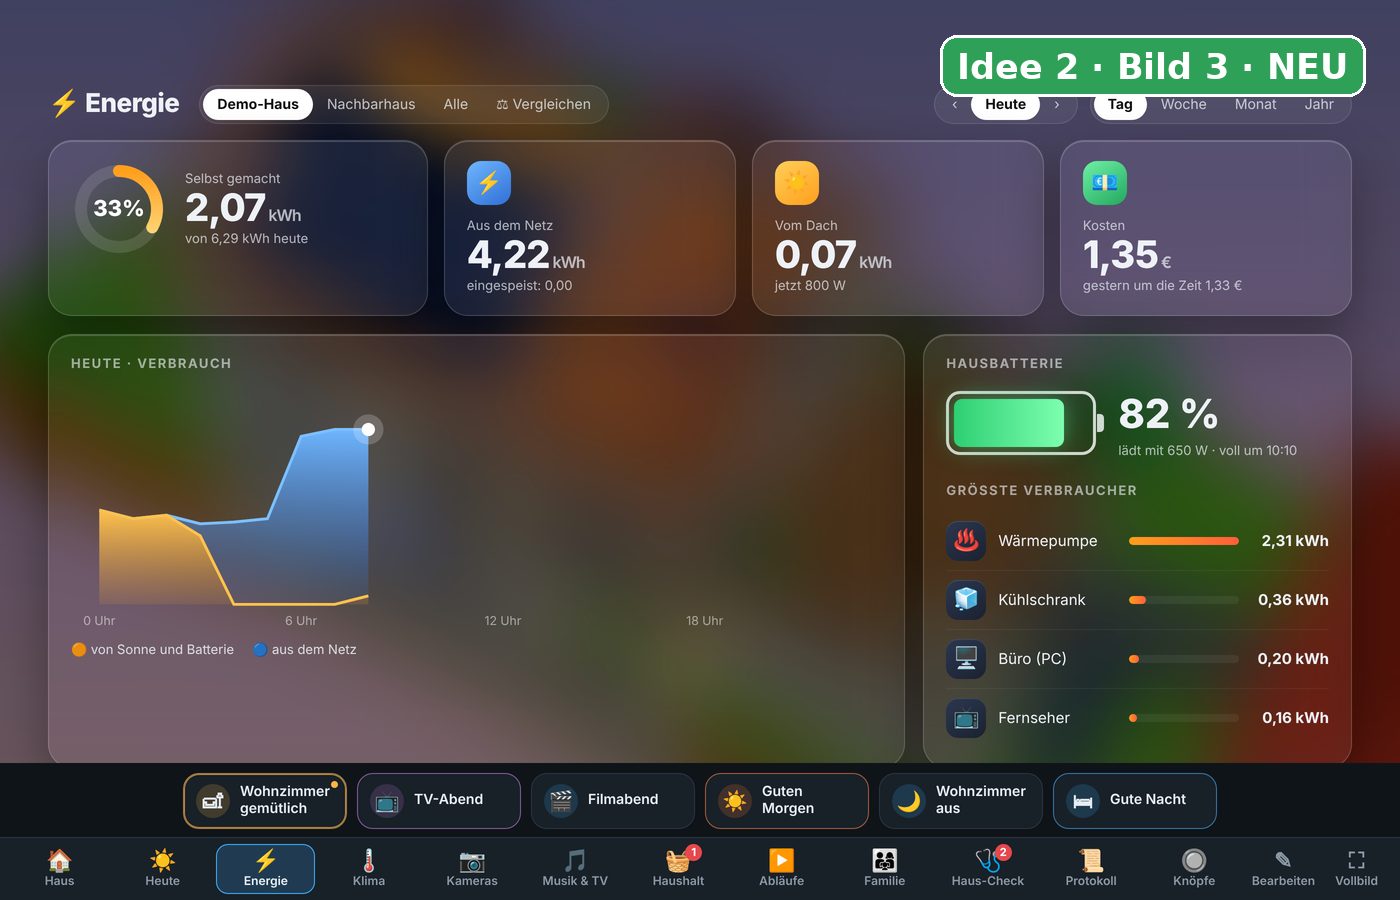 Idee 2 · Bild 3 · NEU
⚡ Energie
Demo-Haus Nachbarhaus Alle ⚖ Vergleichen
‹ Heute ›
Tag Woche Monat Jahr
33%
Selbst gemacht
2,07 kWh
von 6,29 kWh heute
Aus dem Netz
4,22 kWh
eingespeist: 0,00
Vom Dach
0,07 kWh
jetzt 800 W
Kosten
1,35 €
gestern um die Zeit 1,33 €
HEUTE · VERBRAUCH
0 Uhr 6 Uhr 12 Uhr 18 Uhr
von Sonne und Batterie aus dem Netz
HAUSBATTERIE
82 %
lädt mit 650 W · voll um 10:10
GRÖSSTE VERBRAUCHER
Wärmepumpe 2,31 kWh
Kühlschrank 0,36 kWh
Büro (PC) 0,20 kWh
Fernseher 0,16 kWh
Wohnzimmer
gemütlich
TV-Abend
Filmabend
Guten
Morgen
Wohnzimmer
aus
Gute Nacht
1 2
Haus Heute Energie Klima Kameras Musik & TV Haushalt Abläufe Familie Haus-Check Protokoll Knöpfe Bearbeiten Vollbild